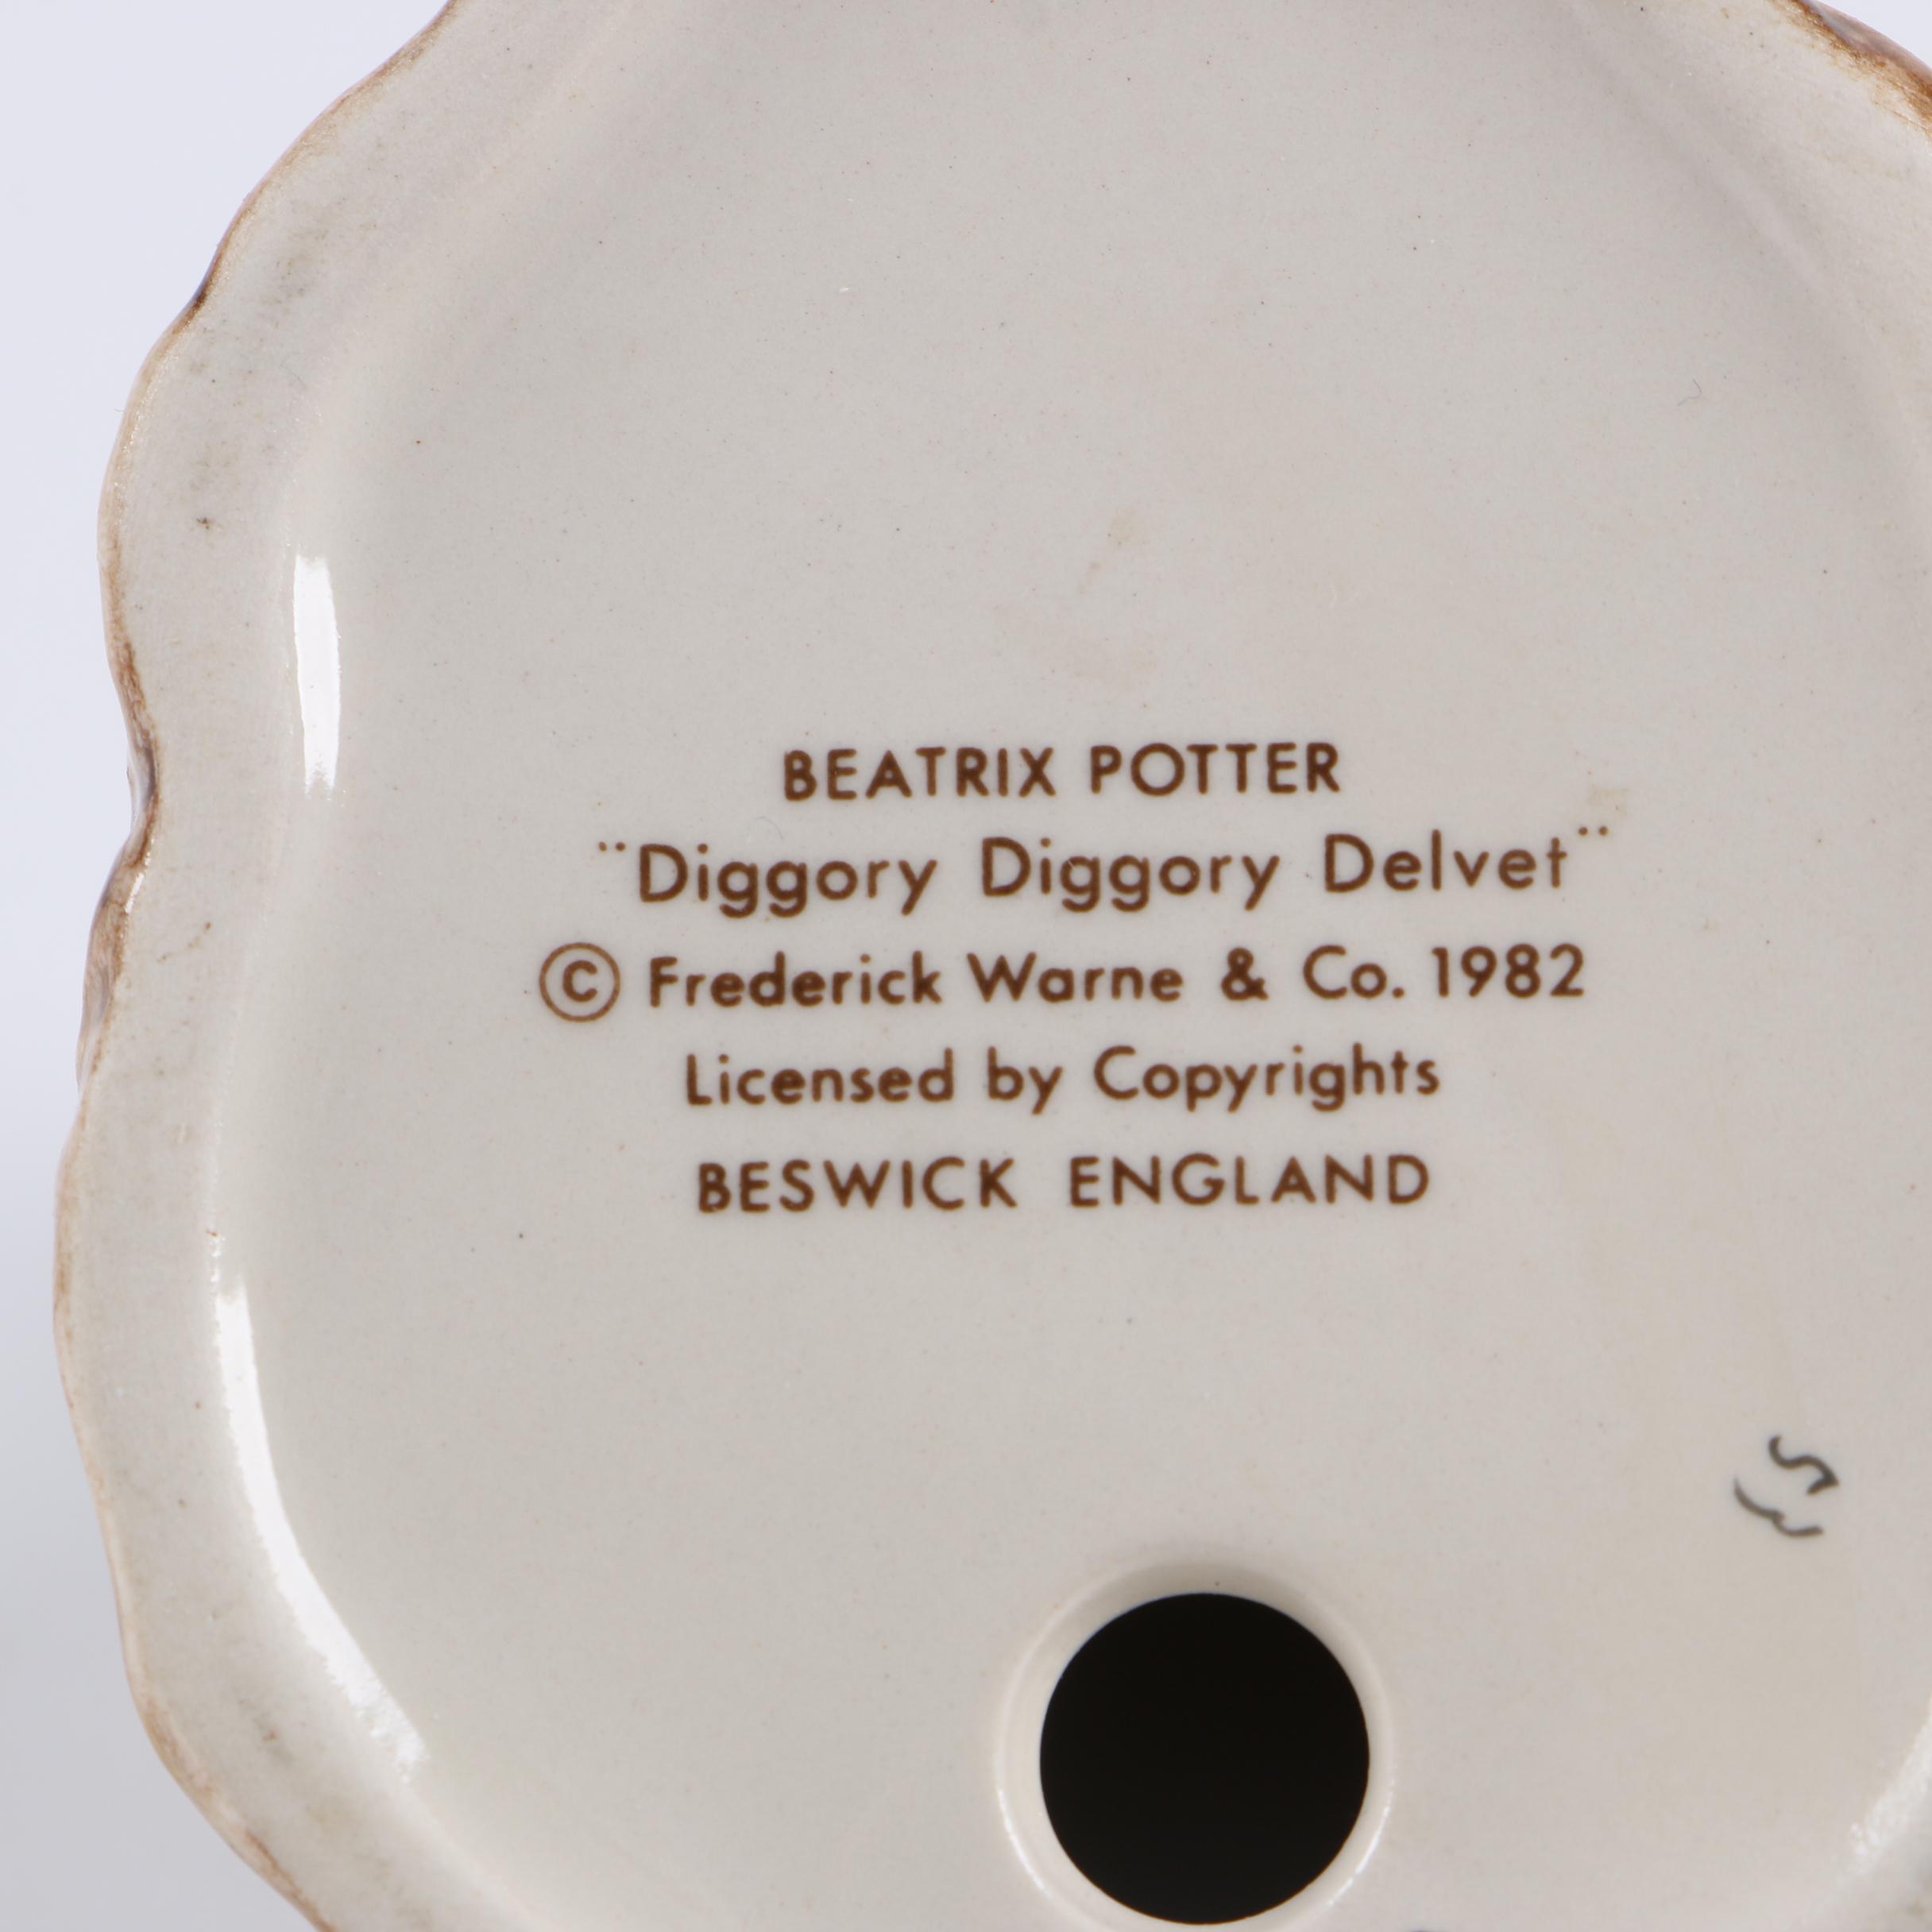 BEATRIX POTTER
¨Diggory Diggory Delvet¨
© Frederick Warne & Co. 1982
Licensed by Copyrights
BESWICK ENGLAND